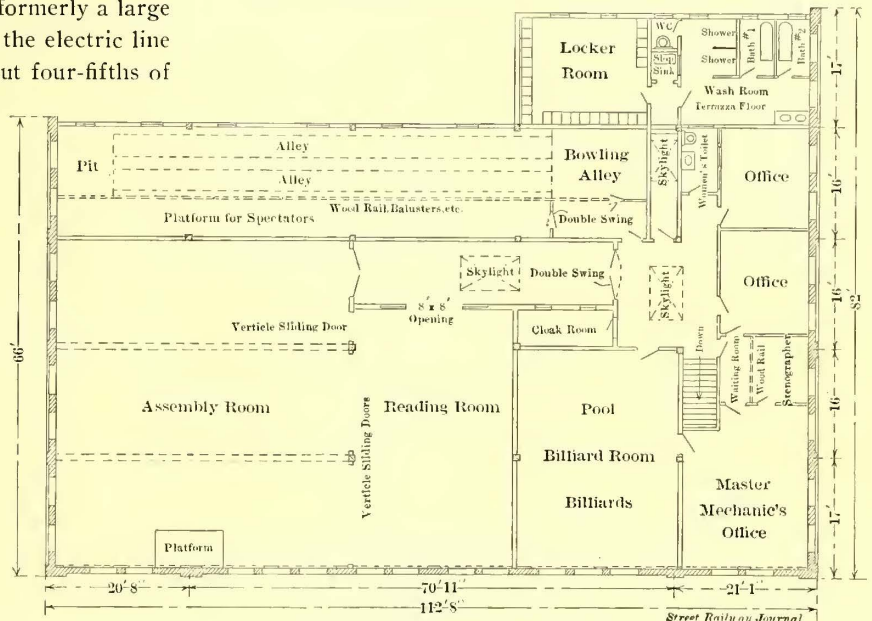 formerly a large
the electric line
ut four-fifths of
Locker
Room
WC
Slop
Sink
Shower
Shower
Bath #1
Bath #2
Wash Room
Terrazza Floor
17'
Pit
Alley
Alley
Bowling
Alley
Skylight
Women's Toilet
Office
16'
Platform for Spectators
Wood Rail, Balusters, etc.
Double Swing
Skylight
Double Swing
Skylight
Office
16'
82'
66'
8' x 8'
Opening
Verticle Sliding Door
Cloak Room
Down
Waiting Room
Wood Rail
Stenographer
16'
Assembly Room
Verticle Sliding Doors
Reading Room
Pool
Billiard Room
Billiards
Master
Mechanic's
Office
17'
Platform
20'-8"
70'-11"
21'-1"
112'-8"
Street Railway Journal